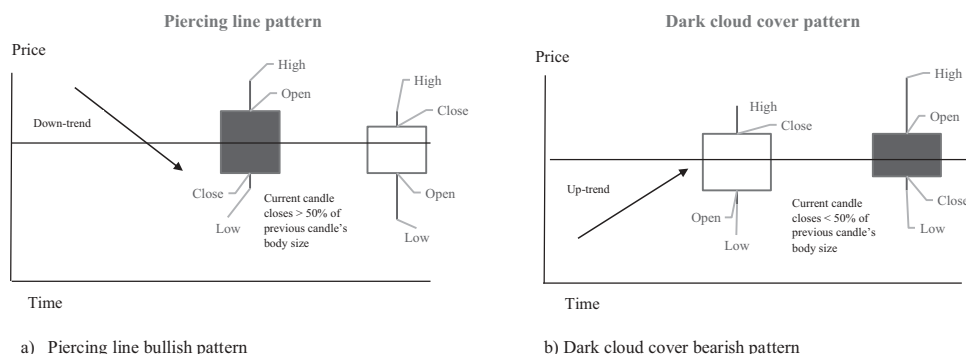 Piercing line pattern
Price
High
Open
Close
Down-trend
Close
Open
Low
Low
Current candle
closes > 50% of
previous candle's
body size
Time
a) Piercing line bullish pattern
Dark cloud cover pattern
Price
High
High
Open
Close
Up-trend
Open
Close
Low
Low
Current candle
closes < 50% of
previous candle's
body size
Time
b) Dark cloud cover bearish pattern